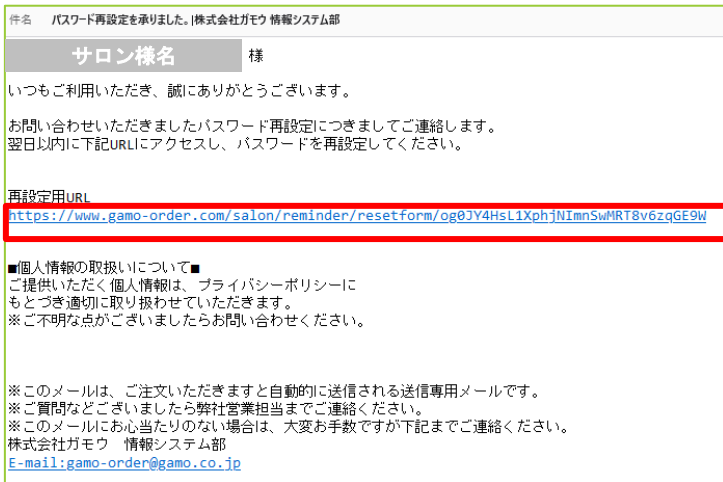 件名 パスワード再設定を承りました。|株式会社ガモウ 情報システム部
サロン様名 様
いつもご利用いただき、誠にありがとうございます。
お問い合わせいただきましたパスワード再設定につきましてご連絡します。
翌日以内に下記URLにアクセスし、パスワードを再設定してください。
再設定用URL
https://www.gamo-order.com/salon/reminder/resetform/og0JY4HsL1XphjNImnSwMRT8v6zqGE9W
■個人情報の取扱いについて■
ご提供いただく個人情報は、プライバシーポリシーに
もとづき適切に取り扱わせていただきます。
※ご不明な点がございましたらお問い合わせください。
※このメールは、ご注文いただきますと自動的に送信される送信専用メールです。
※ご質問などございましたら弊社営業担当までご連絡ください。
※このメールにお心当たりのない場合は、大変お手数ですが下記までご連絡ください。
株式会社ガモウ 情報システム部
E-mail:gamo-order@gamo.co.jp